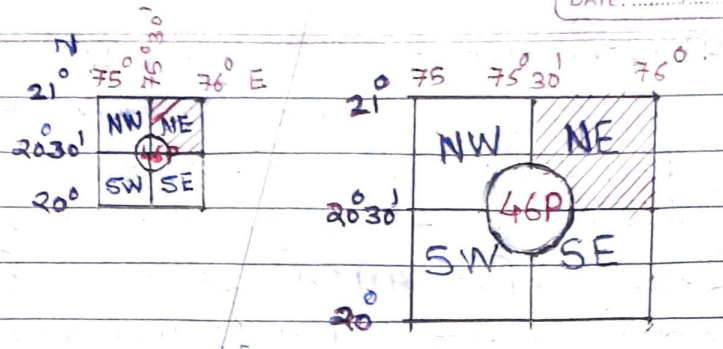 DATE: ..............
N
21° 75° 75°30' 76° E
NW NE
20°30' 46P
SW SE
20°
75 75°30' 76°
21°
NW NE
20°30' 46P
SW SE
20°